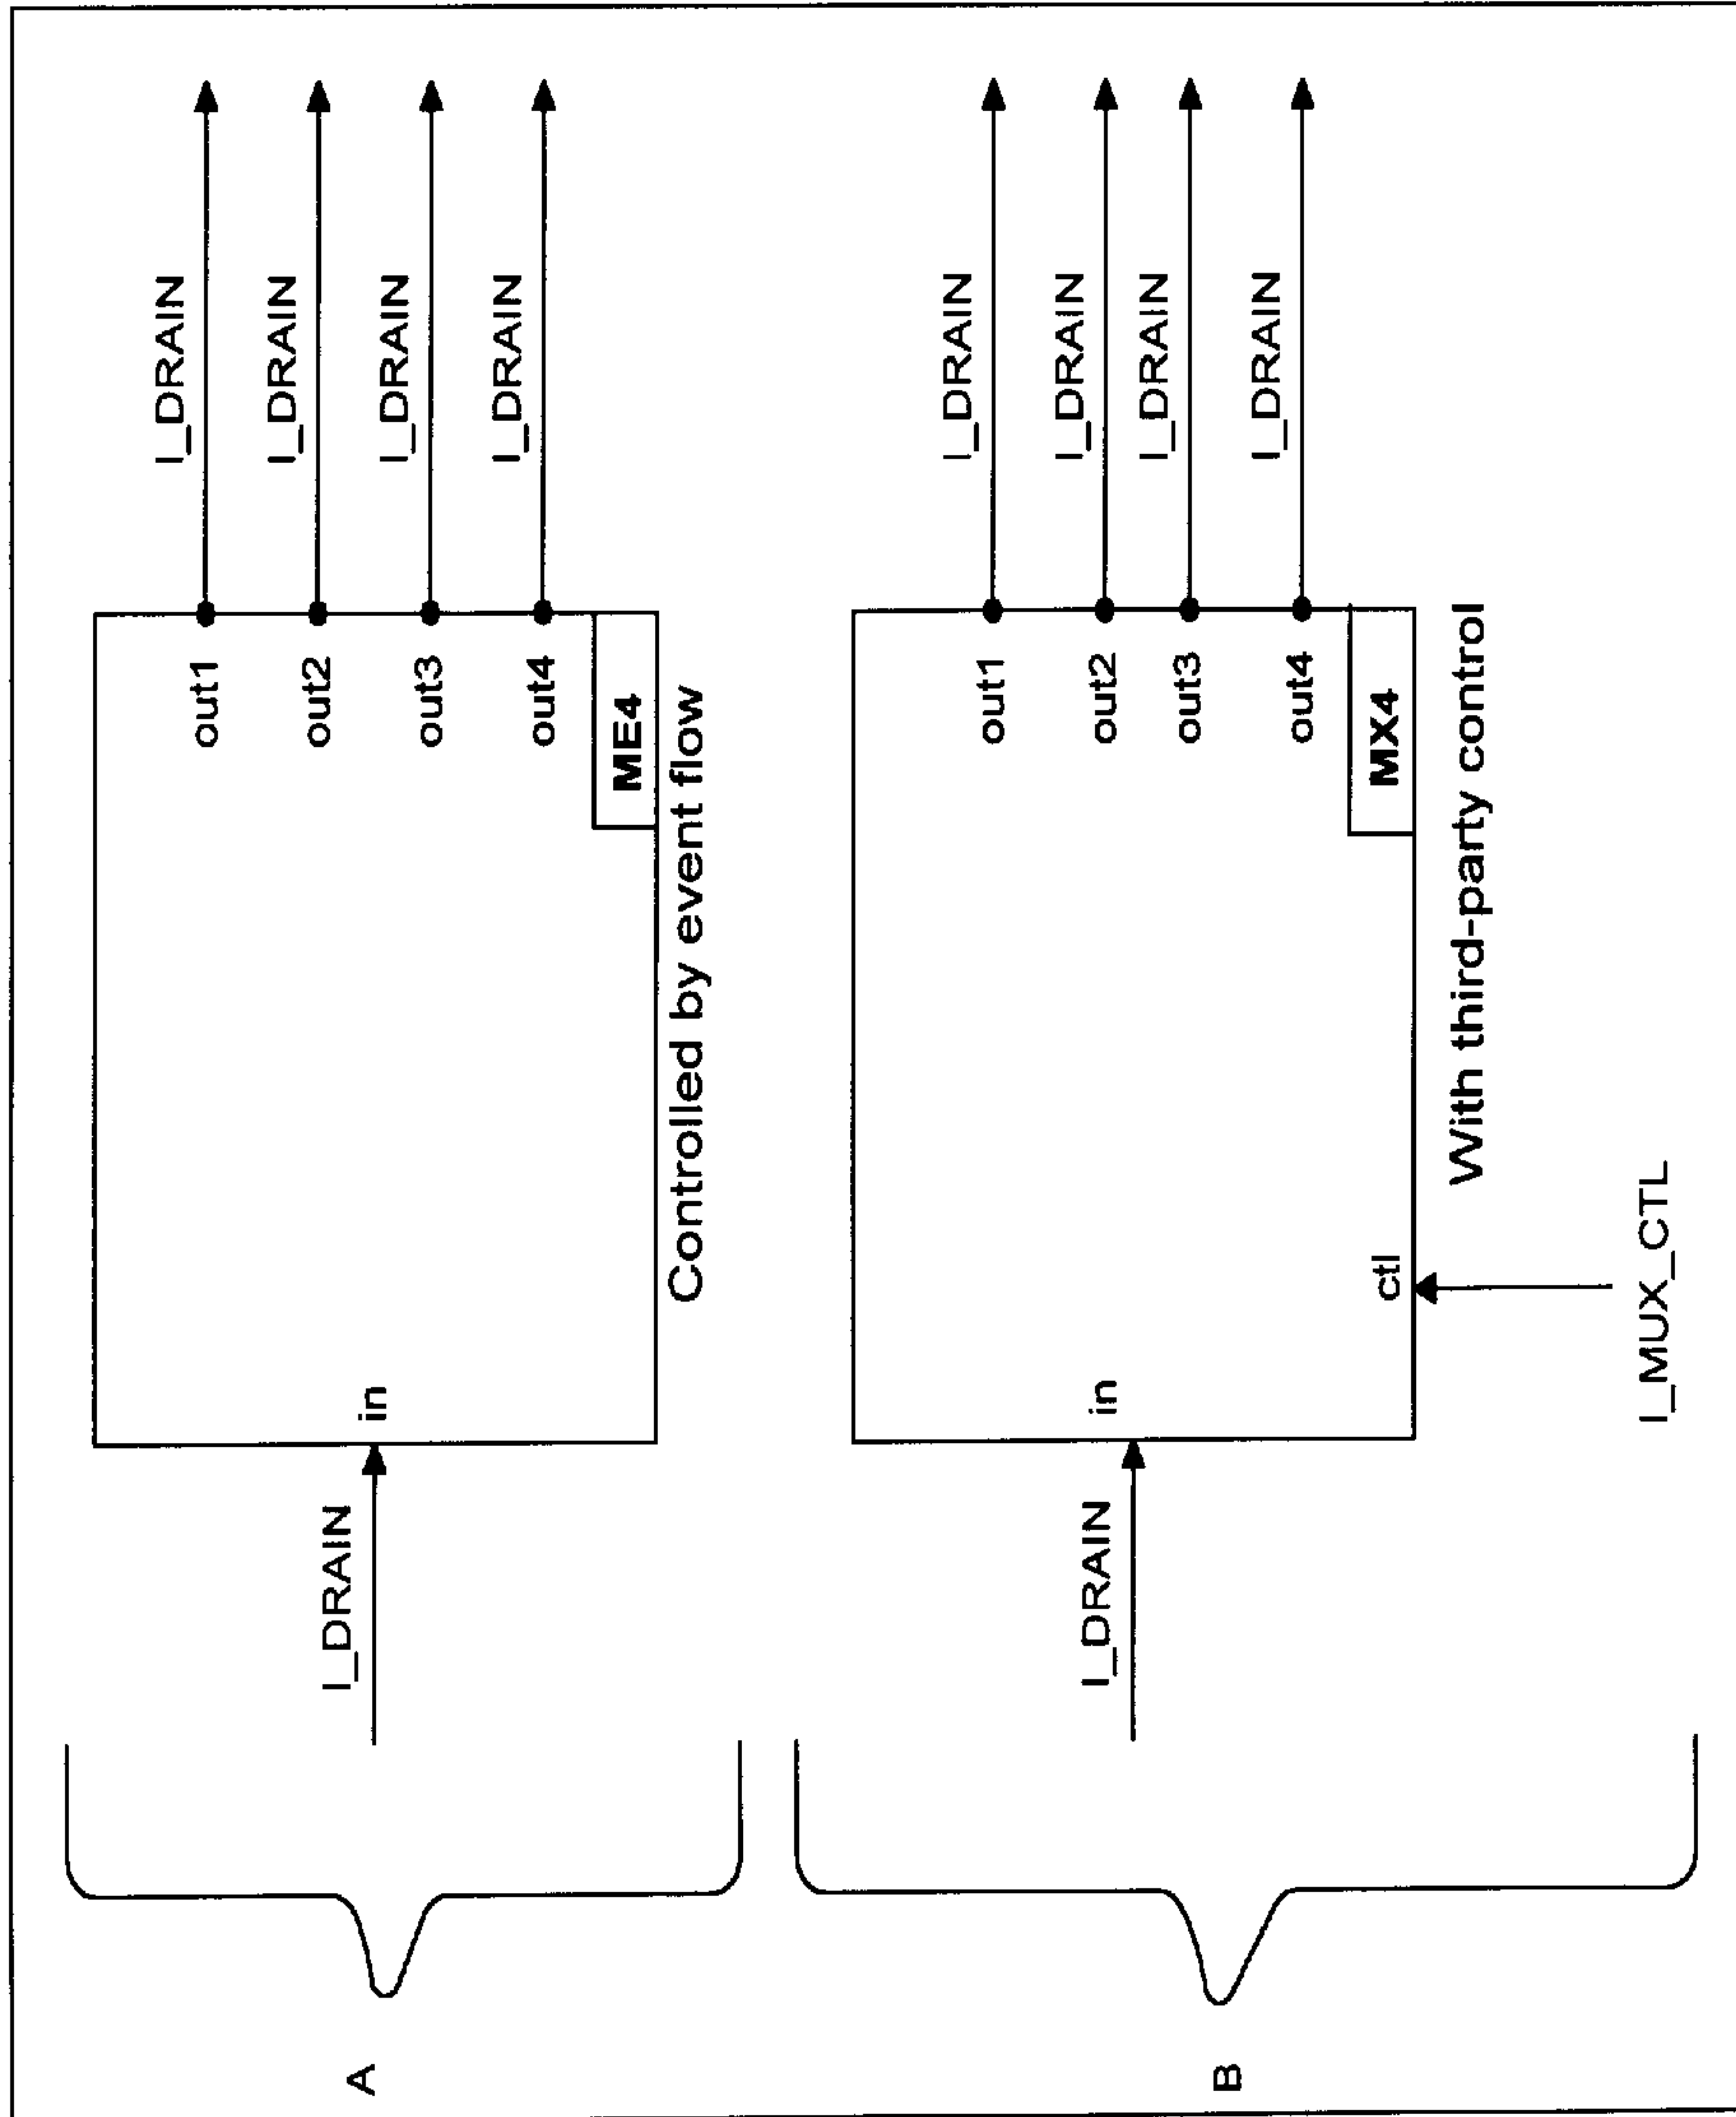 A
I_DRAIN
in
out1
I_DRAIN
out2
I_DRAIN
out3
I_DRAIN
out4
I_DRAIN
ME4
Controlled by event flow
B
I_DRAIN
in
ctl
out1
I_DRAIN
out2
I_DRAIN
out3
I_DRAIN
out4
I_DRAIN
MX4
With third-party control
I_MUX_CTL